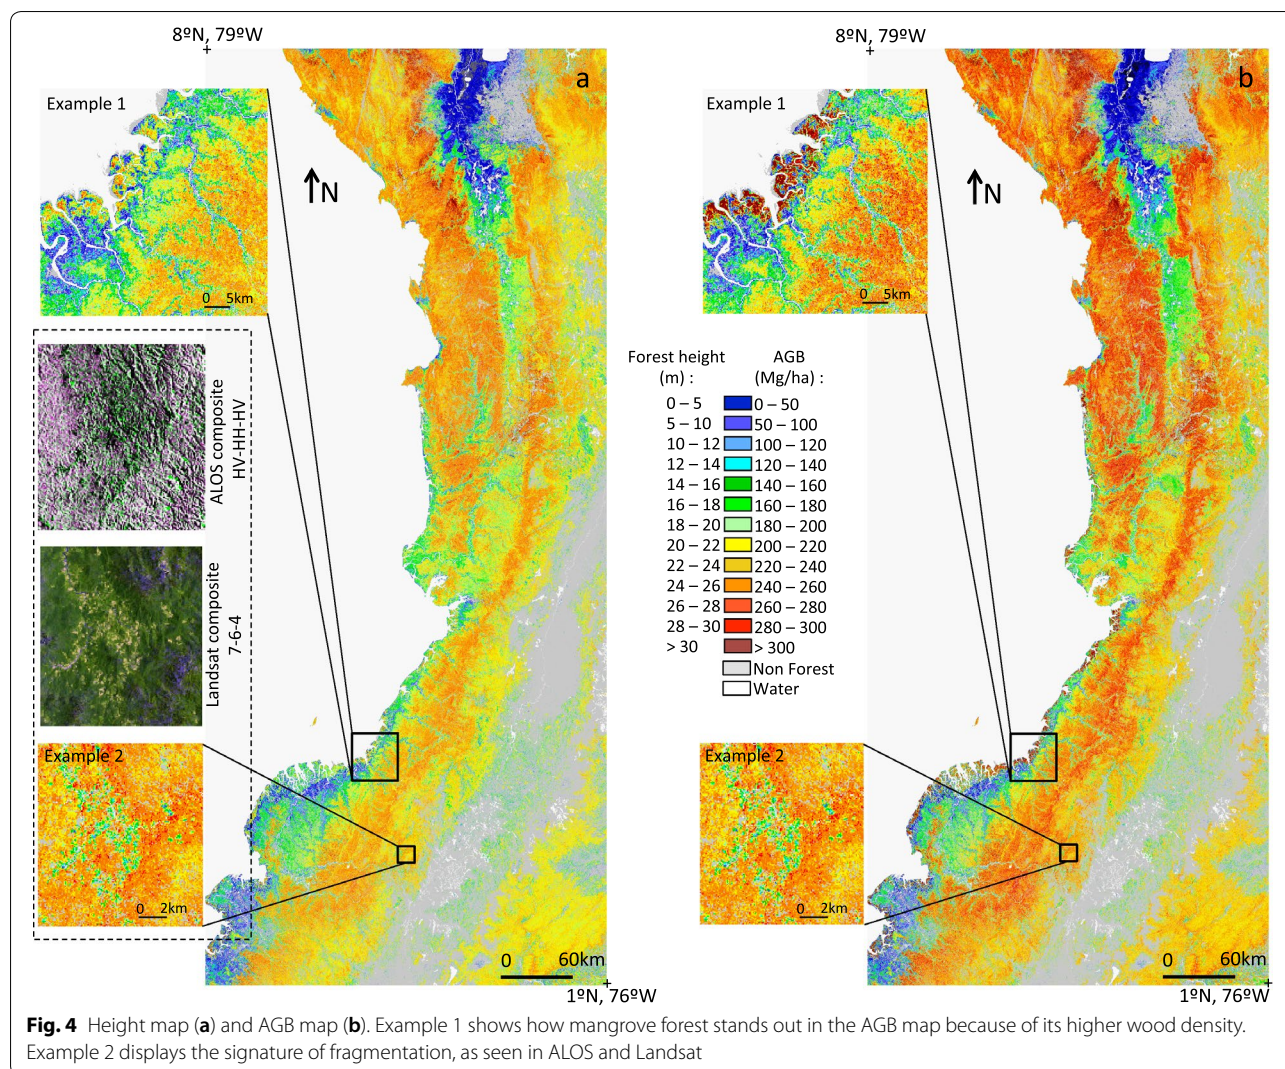 8ºN, 79ºW
8ºN, 79ºW
a
b
Example 1
Example 1
N
N
0 5km
0 5km
ALOS composite
HV-HH-HV
Landsat composite
7-6-4
Forest height
(m) :
AGB
(Mg/ha) :
0 – 5 0 – 50
5 – 10 50 – 100
10 – 12 100 – 120
12 – 14 120 – 140
14 – 16 140 – 160
16 – 18 160 – 180
18 – 20 180 – 200
20 – 22 200 – 220
22 – 24 220 – 240
24 – 26 240 – 260
26 – 28 260 – 280
28 – 30 280 – 300
> 30 > 300
Non Forest
Water
Example 2
Example 2
0 2km
0 2km
0 60km
0 60km
1ºN, 76ºW
1ºN, 76ºW
Fig. 4 Height map (a) and AGB map (b). Example 1 shows how mangrove forest stands out in the AGB map because of its higher wood density.
Example 2 displays the signature of fragmentation, as seen in ALOS and Landsat